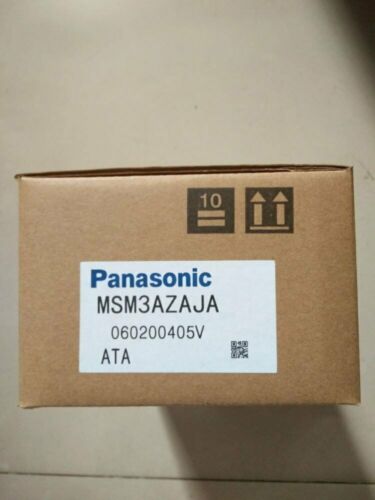 10
Panasonic
MSM3AZAJA
060200405V
ATA